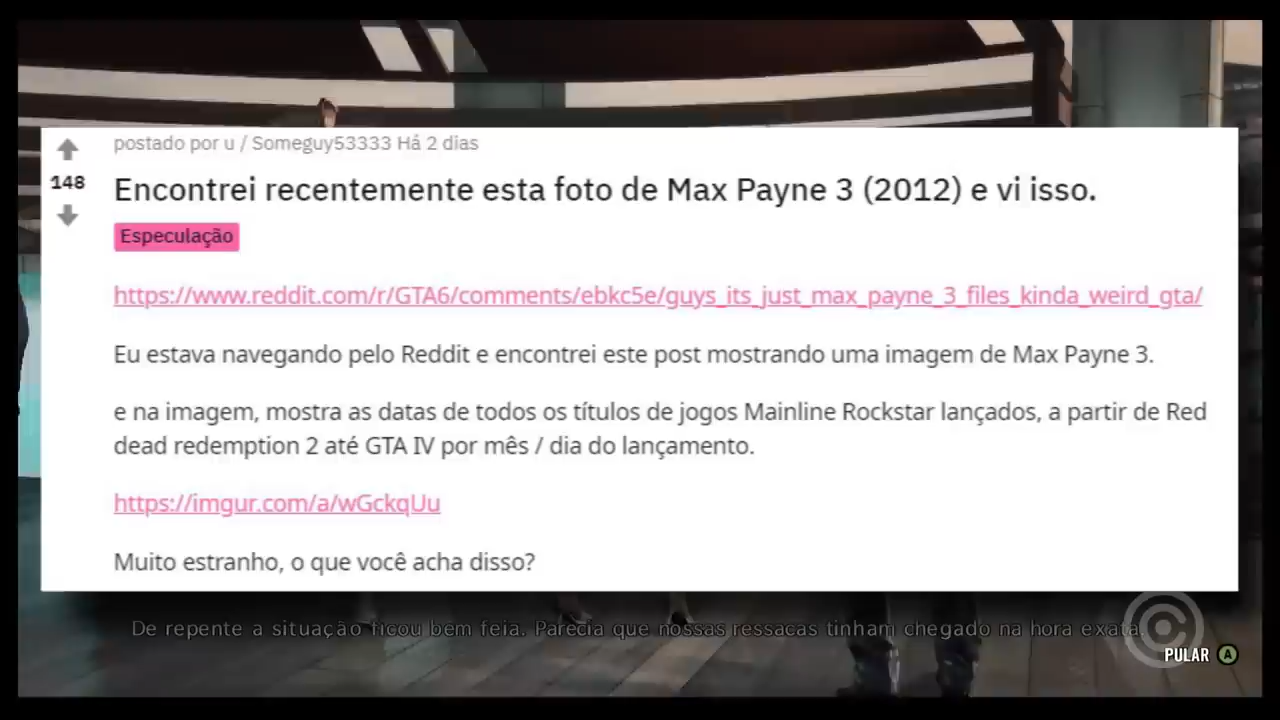 postado por u / Someguy53333 Há 2 dias
148
Encontrei recentemente esta foto de Max Payne 3 (2012) e vi isso.
Especulação
https://www.reddit.com/r/GTA6/comments/ebkc5e/guys_its_just_max_payne_3_files_kinda_weird_gta/
Eu estava navegando pelo Reddit e encontrei este post mostrando uma imagem de Max Payne 3.
e na imagem, mostra as datas de todos os títulos de jogos Mainline Rockstar lançados, a partir de Red
dead redemption 2 até GTA IV por mês / dia do lançamento.
https://imgur.com/a/wGckqUu
Muito estranho, o que você acha disso?
De repente a situação ficou bem feia. Parecia que nossas ressacas tinham chegado na hora exata.
PULAR A